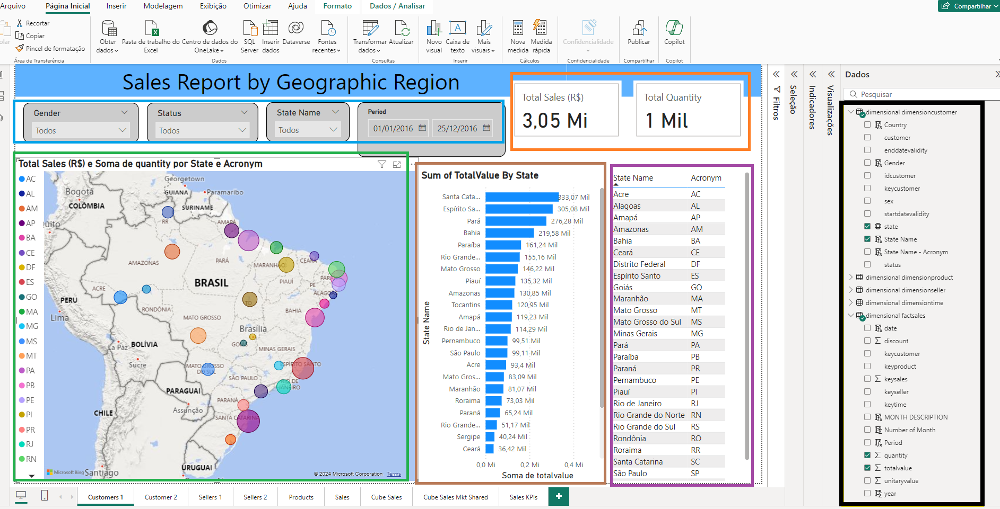 Arquivo Página Inicial Inserir Modelagem Exibição Otimizar Ajuda Formato Dados / Analisar Compartilhar
Recortar
Copiar
Pincel de formatação
Área de Transferência
Obter dados
Pasta de trabalho do Excel
Centro de dados do OneLake
SQL Server
Inserir dados
Dataverse
Fontes recentes
Dados
Transformar dados
Atualizar
Consultas
Novo visual
Caixa de texto
Mais visuais
Inserir
Nova medida
Medida rápida
Cálculos
Confidencialidade
Confidencialidade
Publicar
Compartilhar
Copilot
Copilot
Sales Report by Geographic Region
Gender
Todos
Status
Todos
State Name
Todos
Period
01/01/2016 25/12/2016
Total Sales (R$)
3,05 Mi
Total Quantity
1 Mil
Total Sales (R$) e Soma de quantity por State e Acronym
AC
AL
AM
AP
BA
CE
DF
ES
GO
MA
MG
MS
MT
PA
PB
PE
PI
PR
RJ
RN
Georgetown
Paramaribo
Bogotá
GUIANA
COLÔMBIA
SURINAME
RR
AMAPÁ
uito
AMAZONAS
PARÁ
MARANHÃO
CEARÁ
BRASIL
PIAUÍ
PE
ACRE
ALAGO
TO
PERU
RONDÔNIA
BAHIA
Lima
MATO GROSSO
Brasília
GOIÁS
La Paz
BOLÍVIA
MINAS GERAIS
Sucre
MATO GROSSO DO SUL
ESPÍRITO SANTO
SÃO PAULO
RIO DE JANEIRO
PARAGUAI
PARANÁ
Assunção
CHILE
SANTA CATARINA
URUGUAI
Santiago
Microsoft Bing
© 2024 Microsoft Corporation Terms
Sum of TotalValue By State
State Name
Santa Cata... 333,07 Mil
Espírito Sa... 305,08 Mil
Pará 276,28 Mil
Bahia 219,58 Mil
Paraíba 161,24 Mil
Rio Grande... 155,16 Mil
Mato Grosso 146,22 Mil
Piauí 135,32 Mil
Amazonas 130,85 Mil
Tocantins 120,95 Mil
Amapá 119,23 Mil
Rio de Jan... 114,29 Mil
Pernambuco 99,51 Mil
São Paulo 99,11 Mil
Acre 93,4 Mil
Mato Gros... 83,09 Mil
Maranhão 81,07 Mil
Roraima 73,03 Mil
Paraná 65,24 Mil
Rio Grande... 51,17 Mil
Sergipe 40,24 Mil
Ceará 36,42 Mil
0,0 Mi 0,2 Mi 0,4 Mi
Soma de totalvalue
State Name Acronym
Acre AC
Alagoas AL
Amapá AP
Amazonas AM
Bahia BA
Ceará CE
Distrito Federal DF
Espírito Santo ES
Goiás GO
Maranhão MA
Mato Grosso MT
Mato Grosso do Sul MS
Minas Gerais MG
Pará PA
Paraíba PB
Paraná PR
Pernambuco PE
Piauí PI
Rio de Janeiro RJ
Rio Grande do Norte RN
Rio Grande do Sul RS
Rondônia RO
Roraima RR
Santa Catarina SC
São Paulo SP
Filtros
Seleção
Indicadores
Visualizações
Dados
Pesquisar
dimensional dimensioncustomer
Country
customer
enddatevalidity
Gender
idcustomer
keycustomer
sex
startdatevalidity
state
State Name
State Name - Acronym
status
dimensional dimensionproduct
dimensional dimensionseller
dimensional dimensiontime
dimensional factsales
date
discount
keycustomer
keyproduct
keysales
keyseller
keytime
MONTH DESCRIPTION
Number of Month
Period
quantity
totalvalue
unitaryvalue
year
Customers 1 Customer 2 Sellers 1 Sellers 2 Products Sales Cube Sales Cube Sales Mkt Shared Sales KPIs +